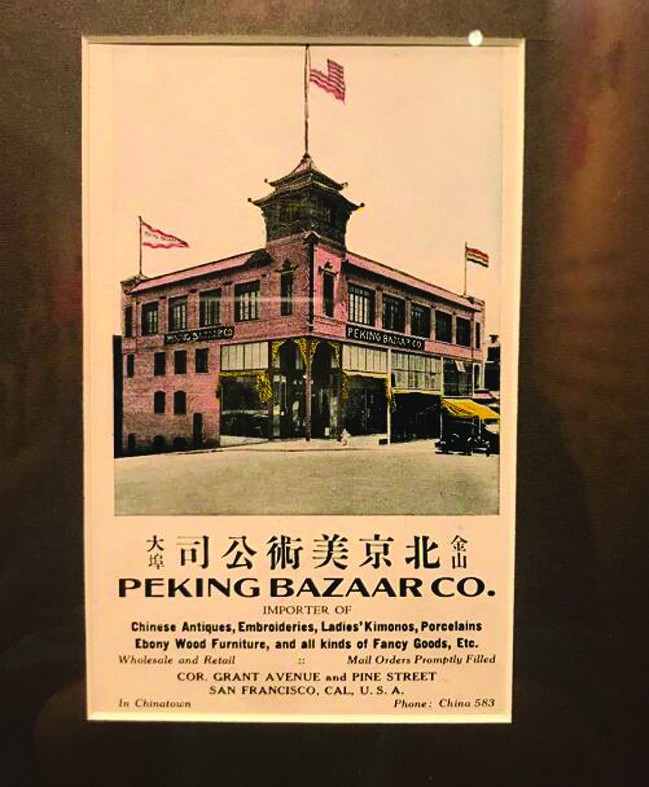 PEKING BAZAAR CO.
PEKING BAZAAR CO.
金山 北京美術公司 大埠
PEKING BAZAAR CO.
IMPORTER OF
Chinese Antiques, Embroideries, Ladies' Kimonos, Porcelains
Ebony Wood Furniture, and all kinds of Fancy Goods, Etc.
Wholesale and Retail :: Mail Orders Promptly Filled
COR. GRANT AVENUE and PINE STREET
SAN FRANCISCO, CAL, U. S. A.
In Chinatown Phone: China 583